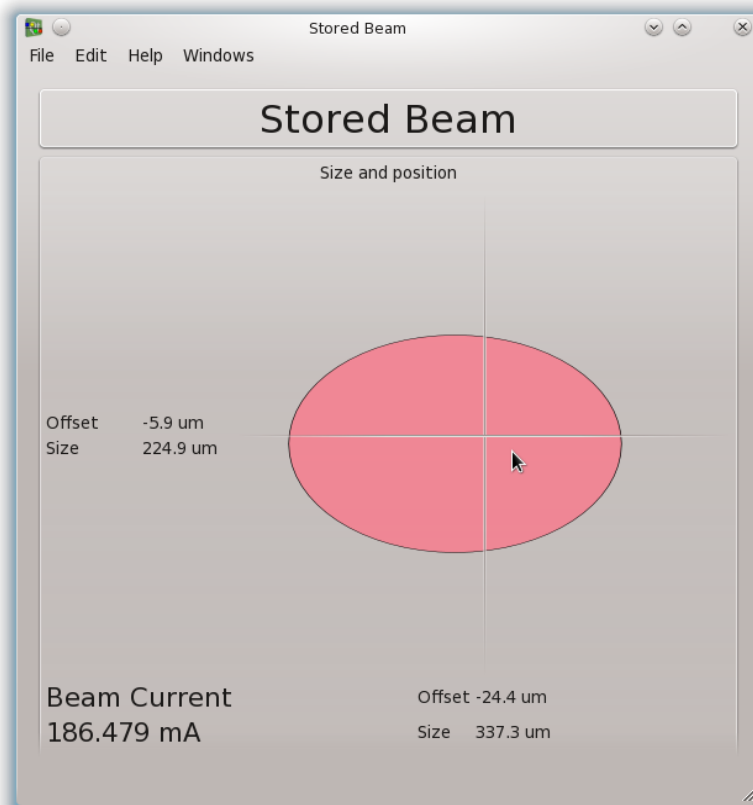 Stored Beam
File Edit Help Windows
Stored Beam
Size and position
Offset -5.9 um
Size 224.9 um
Beam Current
186.479 mA
Offset -24.4 um
Size 337.3 um